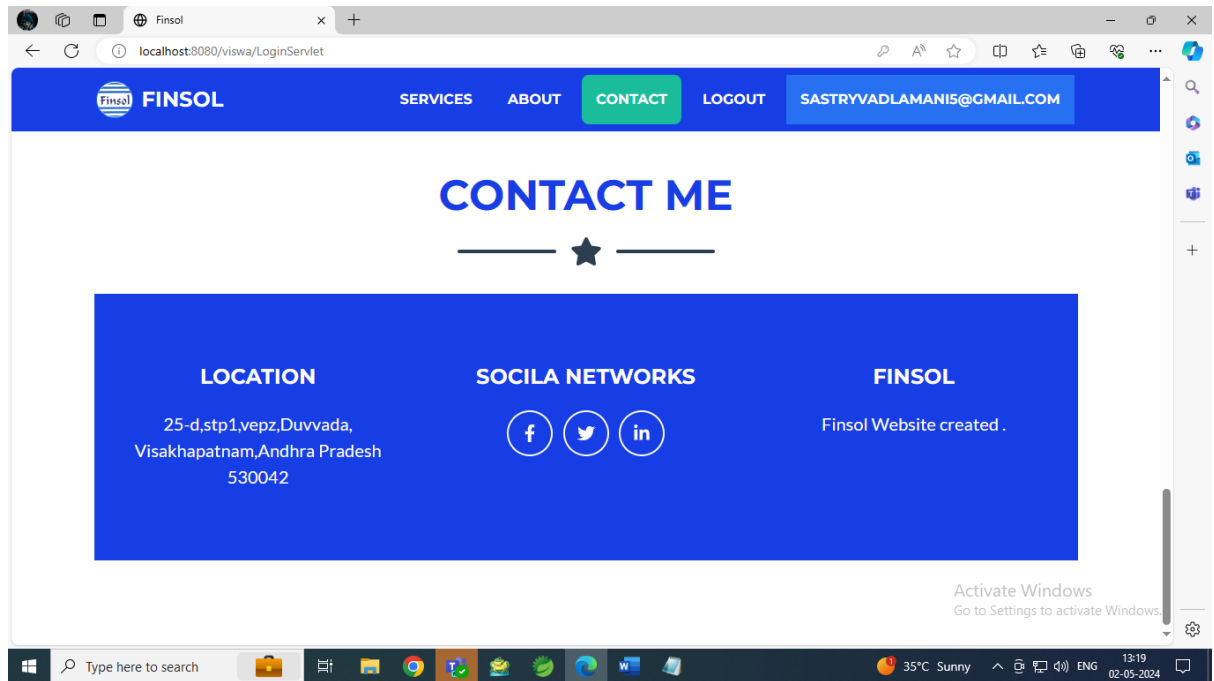 Finsol
localhost:8080/viswa/LoginServlet
Finsol FINSOL SERVICES ABOUT CONTACT LOGOUT SASTRYVADLAMANI5@GMAIL.COM
CONTACT ME
LOCATION
25-d,stp1,vepz,Duvvada,
Visakhapatnam,Andhra Pradesh
530042
SOCILA NETWORKS
FINSOL
Finsol Website created .
Activate Windows
Go to Settings to activate Windows.
Type here to search
35°C Sunny
ENG
13:19
02-05-2024